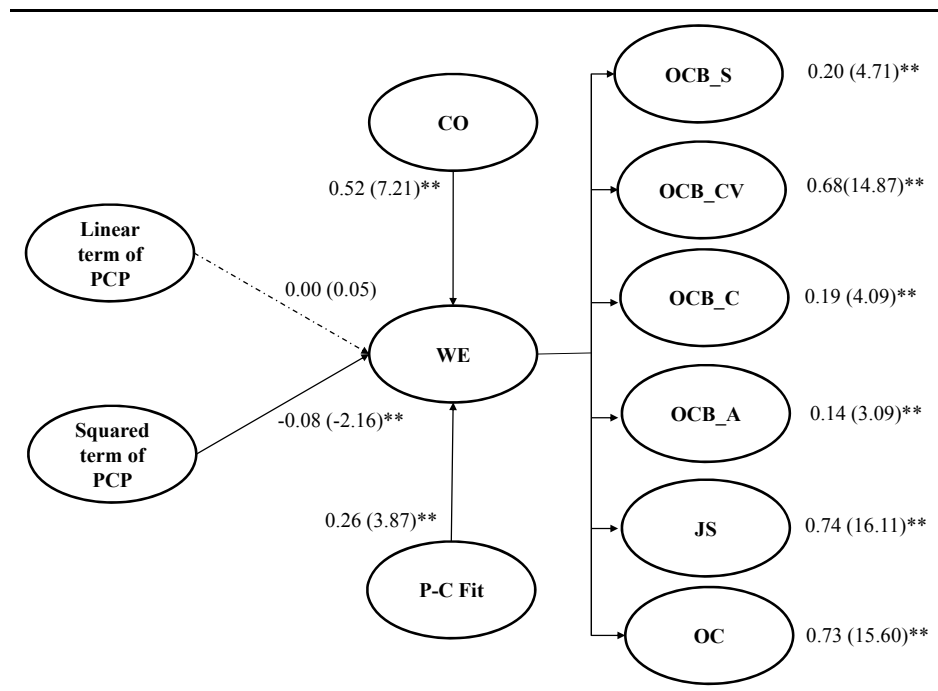 OCB_S
0.20 (4.71)**
CO
0.52 (7.21)**
OCB_CV
0.68(14.87)**
Linear
term of
PCP
0.00 (0.05)
OCB_C
0.19 (4.09)**
WE
-0.08 (-2.16)**
Squared
term of
PCP
OCB_A
0.14 (3.09)**
0.26 (3.87)**
JS
0.74 (16.11)**
P-C Fit
OC
0.73 (15.60)**